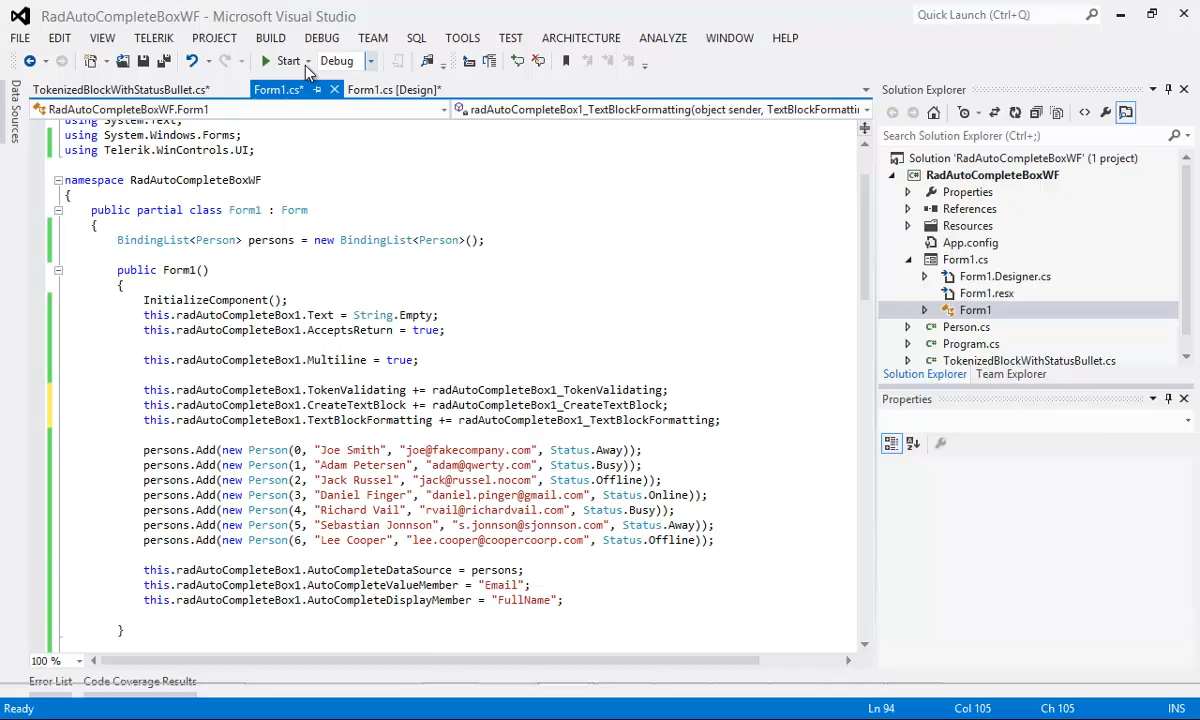 RadAutoCompleteBoxWF - Microsoft Visual Studio
Quick Launch (Ctrl+Q)
FILE EDIT VIEW TELERIK PROJECT BUILD DEBUG TEAM SQL TOOLS TEST ARCHITECTURE ANALYZE WINDOW HELP
Start Debug
Data Sources
TokenizedBlockWithStatusBullet.cs* Form1.cs* Form1.cs [Design]*
RadAutoCompleteBoxWF.Form1 radAutoCompleteBox1_TextBlockFormatting(object sender, TextBlockFormattin
using System.Text;
using System.Windows.Forms;
using Telerik.WinControls.UI;
namespace RadAutoCompleteBoxWF
{
public partial class Form1 : Form
{
BindingList<Person> persons = new BindingList<Person>();
public Form1()
{
InitializeComponent();
this.radAutoCompleteBox1.Text = String.Empty;
this.radAutoCompleteBox1.AcceptsReturn = true;
this.radAutoCompleteBox1.Multiline = true;
this.radAutoCompleteBox1.TokenValidating += radAutoCompleteBox1_TokenValidating;
this.radAutoCompleteBox1.CreateTextBlock += radAutoCompleteBox1_CreateTextBlock;
this.radAutoCompleteBox1.TextBlockFormatting += radAutoCompleteBox1_TextBlockFormatting;
persons.Add(new Person(0, "Joe Smith", "joe@fakecompany.com", Status.Away));
persons.Add(new Person(1, "Adam Petersen", "adam@qwerty.com", Status.Busy));
persons.Add(new Person(2, "Jack Russel", "jack@russel.nocom", Status.Offline));
persons.Add(new Person(3, "Daniel Finger", "daniel.pinger@gmail.com", Status.Online));
persons.Add(new Person(4, "Richard Vail", "rvail@richardvail.com", Status.Busy));
persons.Add(new Person(5, "Sebastian Jonnson", "s.jonnson@sjonnson.com", Status.Away));
persons.Add(new Person(6, "Lee Cooper", "lee.cooper@coopercoorp.com", Status.Offline));
this.radAutoCompleteBox1.AutoCompleteDataSource = persons;
this.radAutoCompleteBox1.AutoCompleteValueMember = "Email";
this.radAutoCompleteBox1.AutoCompleteDisplayMember = "FullName";
}
100 %
Error List Code Coverage Results
Solution Explorer
Search Solution Explorer (Ctrl+;)
Solution 'RadAutoCompleteBoxWF' (1 project)
RadAutoCompleteBoxWF
Properties
References
Resources
App.config
Form1.cs
Form1.Designer.cs
Form1.resx
Form1
Person.cs
Program.cs
TokenizedBlockWithStatusBullet.cs
Solution Explorer Team Explorer
Properties
Ready Ln 94 Col 105 Ch 105 INS